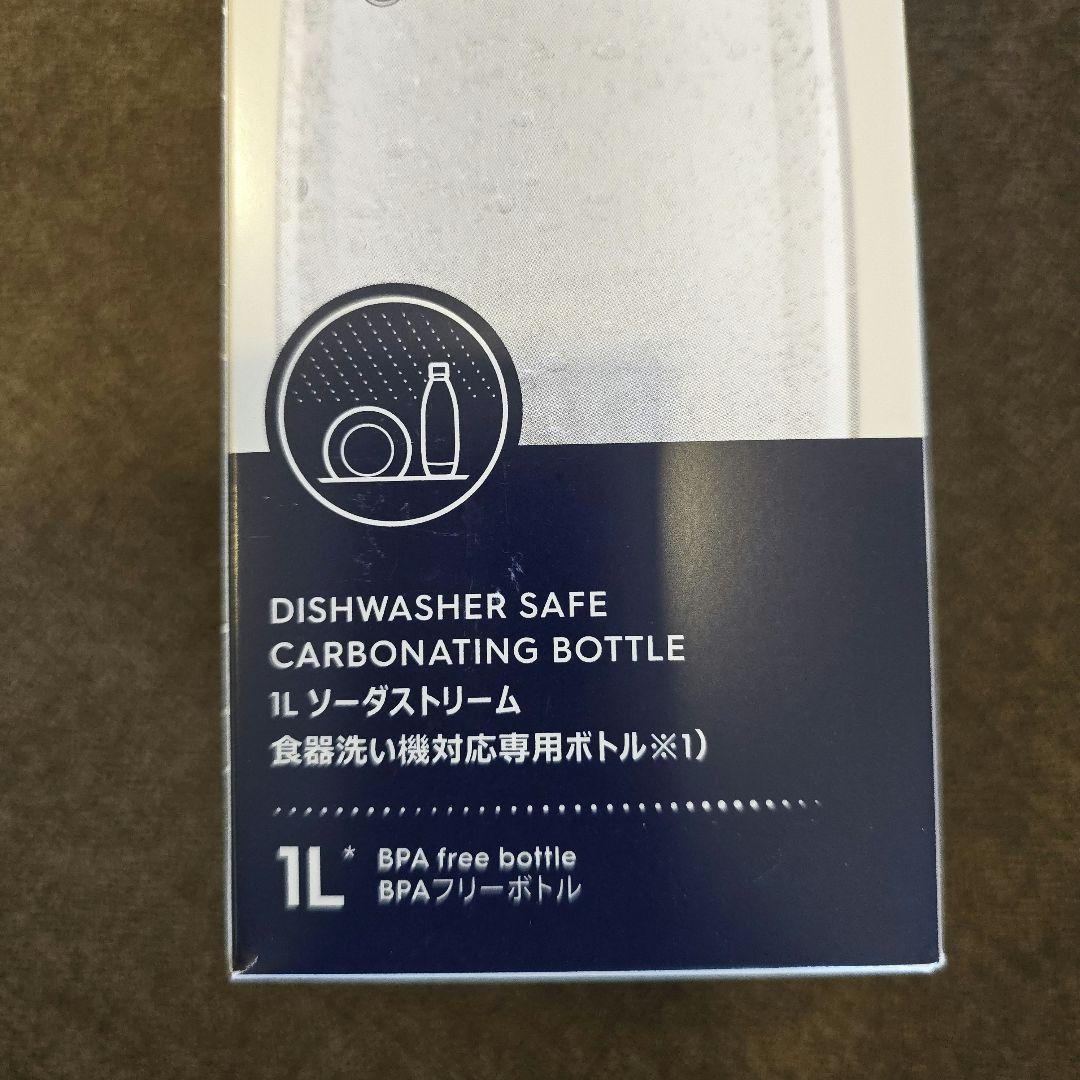 DISHWASHER SAFE
CARBONATING BOTTLE
1L ソーダストリーム
食器洗い機対応専用ボトル※1)
1L* BPA free bottle
BPAフリーボトル